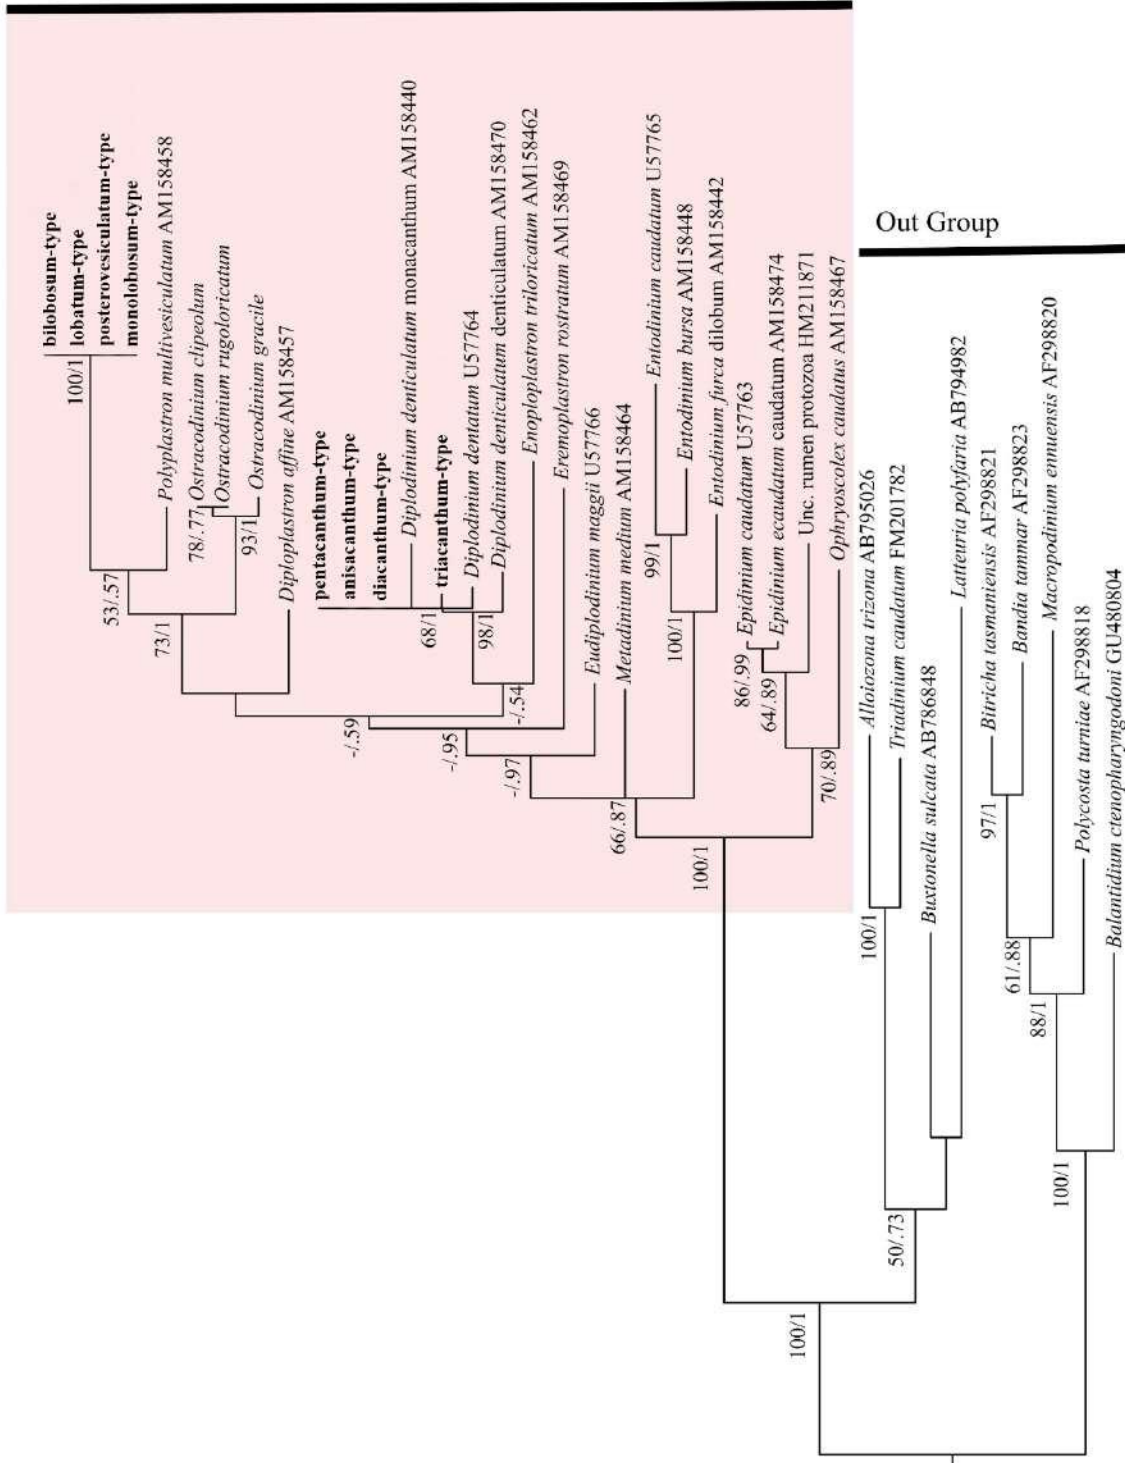 bilobosum-type
lobatum-type
posterovesiculatum-type
monolobosum-type
100/1
Polyplastron multivesiculatum AM158458
53/.57
Ostracodinium clipeolum
78/.77
Ostracodinium rugoloricatum
Ostracodinium gracile
93/1
73/1
Diploplastron affine AM158457
pentacanthum-type
anisacanthum-type
diacanthum-type
Diplodinium denticulatum monacanthum AM158440
triacanthum-type
68/1
Diplodinium dentatum U57764
98/1
Diplodinium denticulatum denticulatum AM158470
Enoploplastron triloricatum AM158462
-/.54
-/.59
Eremoplastron rostratum AM158469
-/.95
Eudiplodinium maggii U57766
-/.97
Metadinium medium AM158464
66/.87
Entodinium caudatum U57765
99/1
Entodinium bursa AM158448
100/1
Entodinium furca dilobum AM158442
100/1
Epidinium caudatum U57763
86/.99
Epidinium ecaudatum caudatum AM158474
64/.89
Unc. rumen protozoa HM211871
Ophryoscolex caudatus AM158467
70/.89
Out Group
Alloiozona trizona AB795026
100/1
Triadinium caudatum FM201782
50/.73
Buxtonella sulcata AB786848
Latteuria polyfaria AB794982
100/1
Bitricha tasmaniensis AF298821
97/1
Bandia tammar AF298823
61/.88
Macropodinium ennuensis AF298820
88/1
Polycosta turniae AF298818
100/1
Balantidium ctenopharyngodoni GU480804